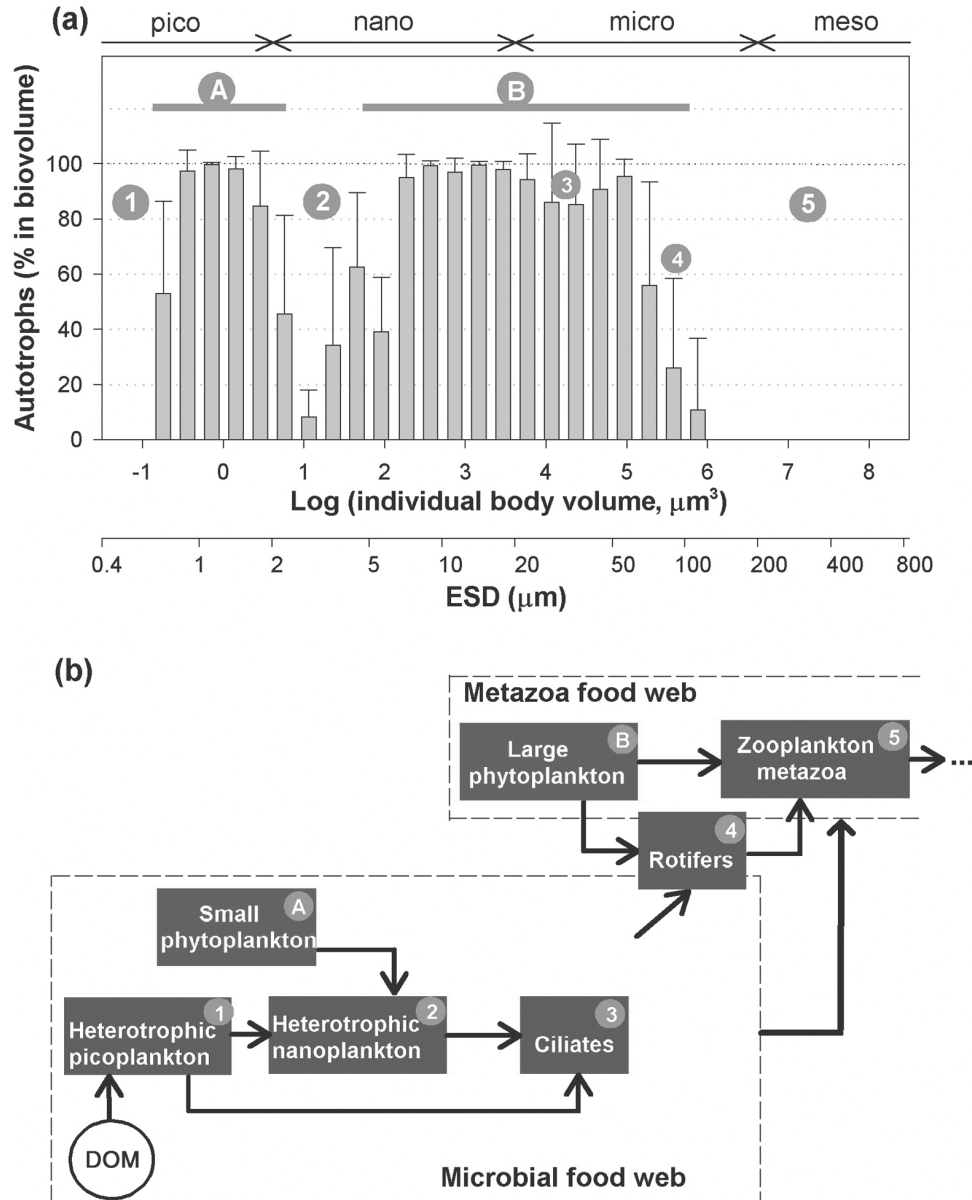 (a)
pico nano micro meso
A B
1 2 3 4 5
Autotrophs (% in biovolume)
100
80
60
40
20
0
-1 0 1 2 3 4 5 6 7 8
Log (individual body volume, μm³)
0.4 1 2 5 10 20 50 100 200 400 800
ESD (μm)
(b)
Metazoa food web
B
Large
phytoplankton
5
Zooplankton
metazoa
...
4
Rotifers
A
Small
phytoplankton
1
Heterotrophic
picoplankton
2
Heterotrophic
nanoplankton
3
Ciliates
DOM
Microbial food web